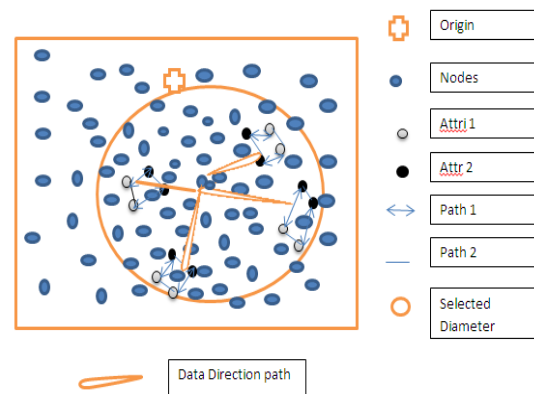 Origin
Nodes
Attri 1
Attr 2
Path 1
Path 2
Selected
Diameter
Data Direction path